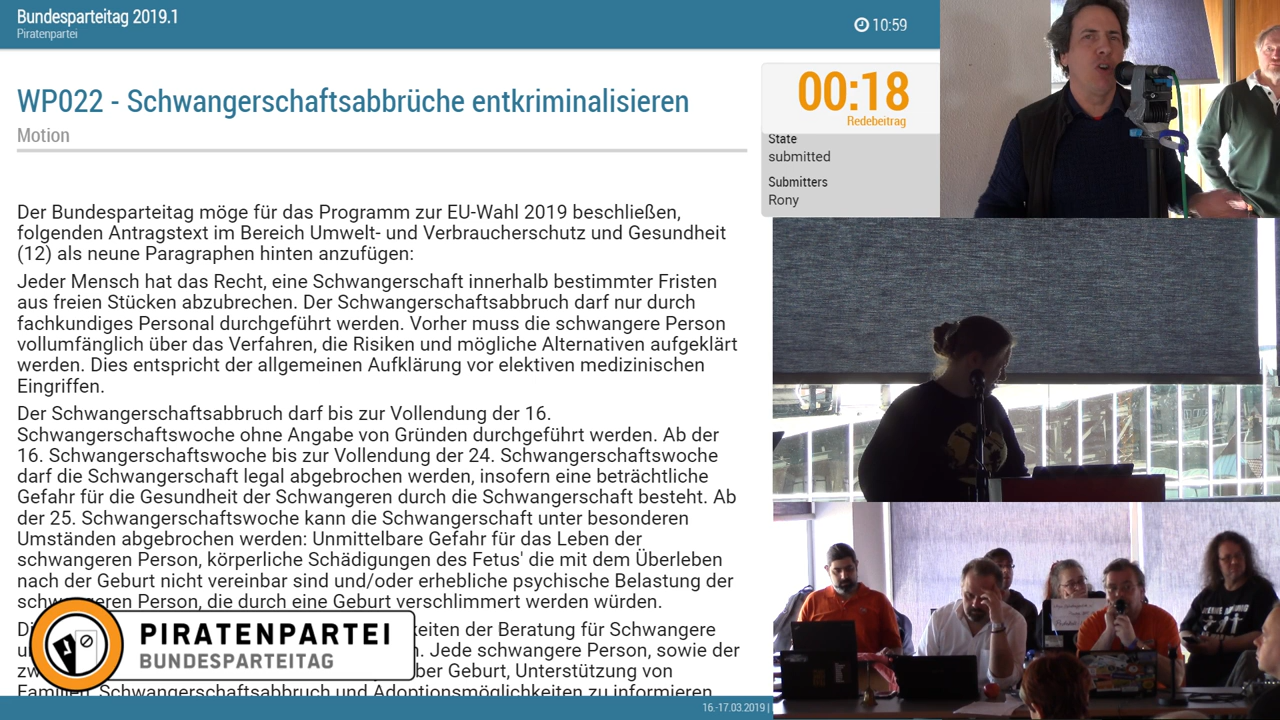 Bundesparteitag 2019.1
Piratenpartei
10:59
WP022 - Schwangerschaftsabbrüche entkriminalisieren
Motion
00:18
Redebeitrag
State
submitted
Submitters
Rony
Der Bundesparteitag möge für das Programm zur EU-Wahl 2019 beschließen,
folgenden Antragstext im Bereich Umwelt- und Verbraucherschutz und Gesundheit
(12) als neune Paragraphen hinten anzufügen:
Jeder Mensch hat das Recht, eine Schwangerschaft innerhalb bestimmter Fristen
aus freien Stücken abzubrechen. Der Schwangerschaftsabbruch darf nur durch
fachkundiges Personal durchgeführt werden. Vorher muss die schwangere Person
vollumfänglich über das Verfahren, die Risiken und mögliche Alternativen aufgeklärt
werden. Dies entspricht der allgemeinen Aufklärung vor elektiven medizinischen
Eingriffen.
Der Schwangerschaftsabbruch darf bis zur Vollendung der 16.
Schwangerschaftswoche ohne Angabe von Gründen durchgeführt werden. Ab der
16. Schwangerschaftswoche bis zur Vollendung der 24. Schwangerschaftswoche
darf die Schwangerschaft legal abgebrochen werden, insofern eine beträchtliche
Gefahr für die Gesundheit der Schwangeren durch die Schwangerschaft besteht. Ab
der 25. Schwangerschaftswoche kann die Schwangerschaft unter besonderen
Umständen abgebrochen werden: Unmittelbare Gefahr für das Leben der
schwangeren Person, körperliche Schädigungen des Fetus' die mit dem Überleben
nach der Geburt nicht vereinbar sind und/oder erhebliche psychische Belastung der
schwangeren Person, die durch eine Geburt verschlimmert werden würden.
keiten der Beratung für Schwangere
Jede schwangere Person, sowie der
ber Geburt, Unterstützung von
Familien, Schwangerschaftsabbruch und Adoptionsmöglichkeiten zu informieren
PIRATENPARTEI
BUNDESPARTEITAG
16.-17.03.2019 |